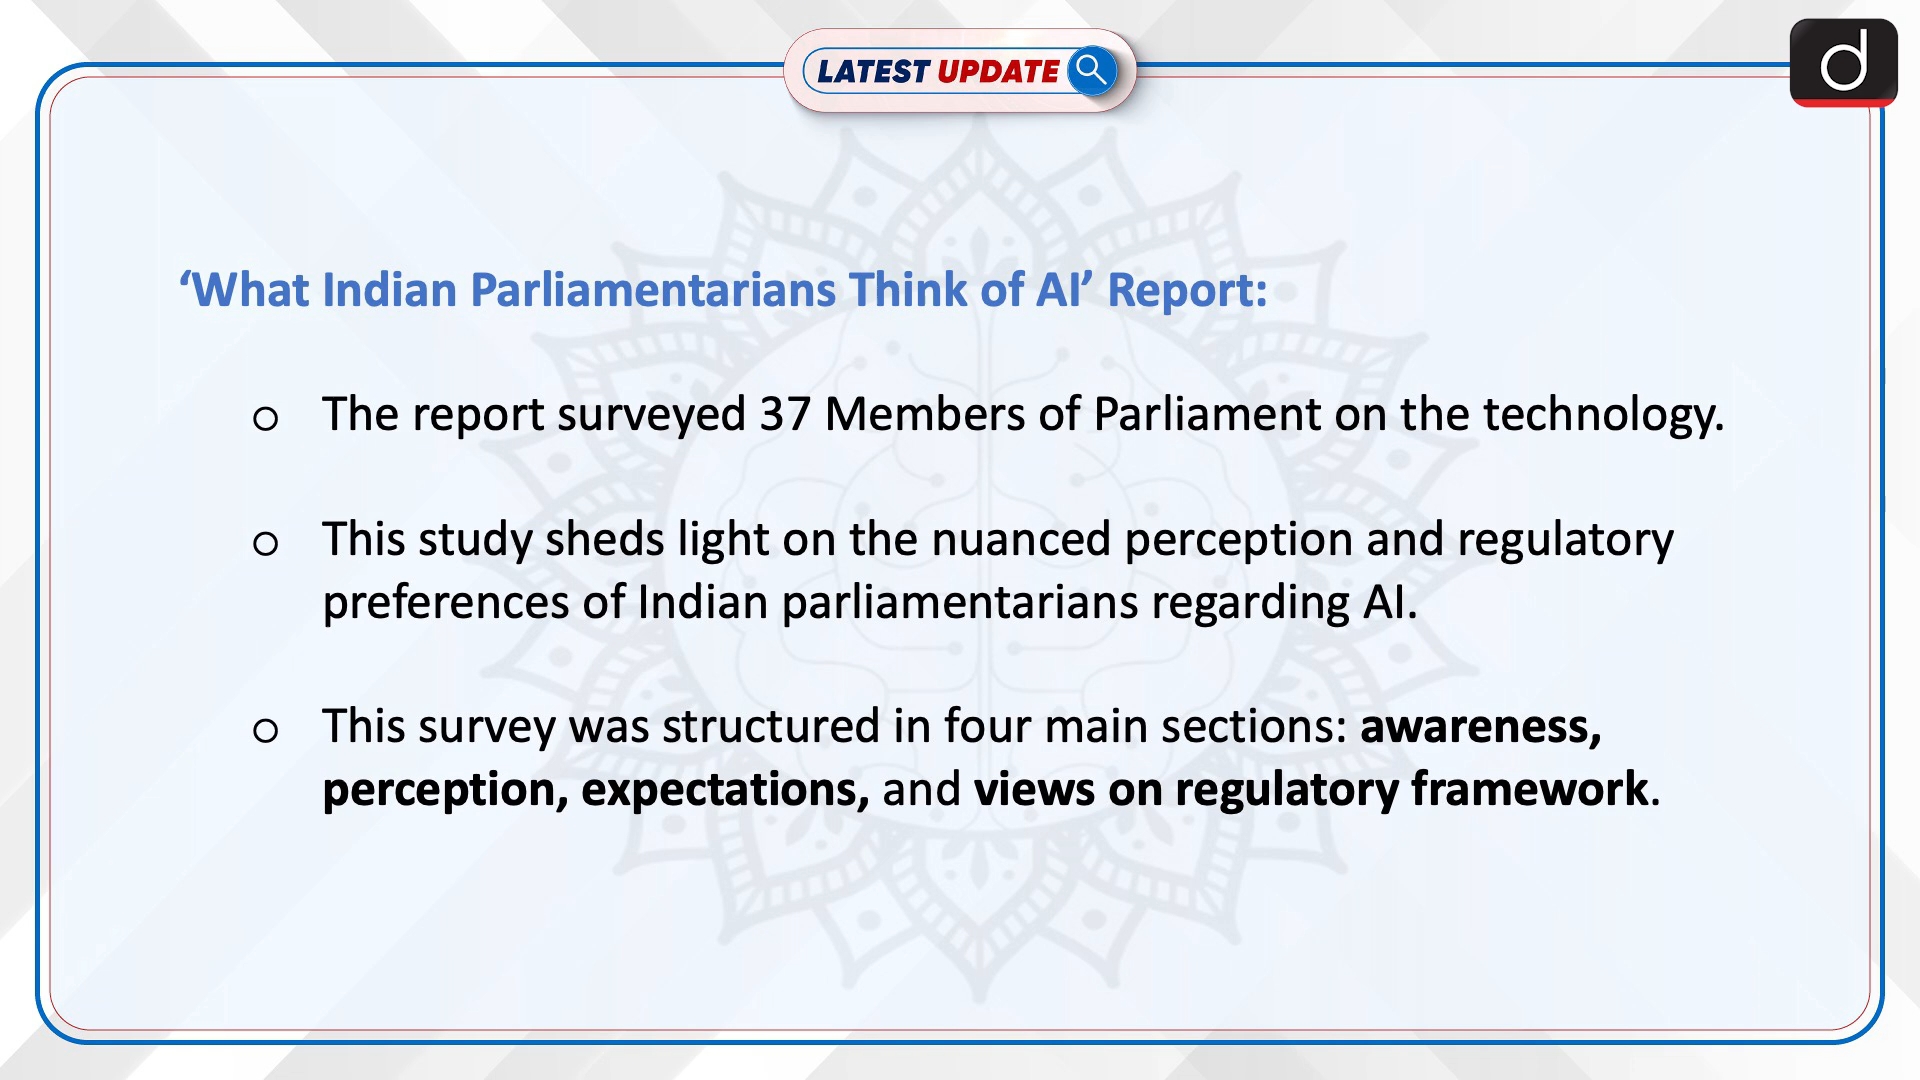 LATEST UPDATE
d
‘What Indian Parliamentarians Think of AI’ Report:
o The report surveyed 37 Members of Parliament on the technology.
o This study sheds light on the nuanced perception and regulatory
preferences of Indian parliamentarians regarding AI.
o This survey was structured in four main sections: awareness,
perception, expectations, and views on regulatory framework.